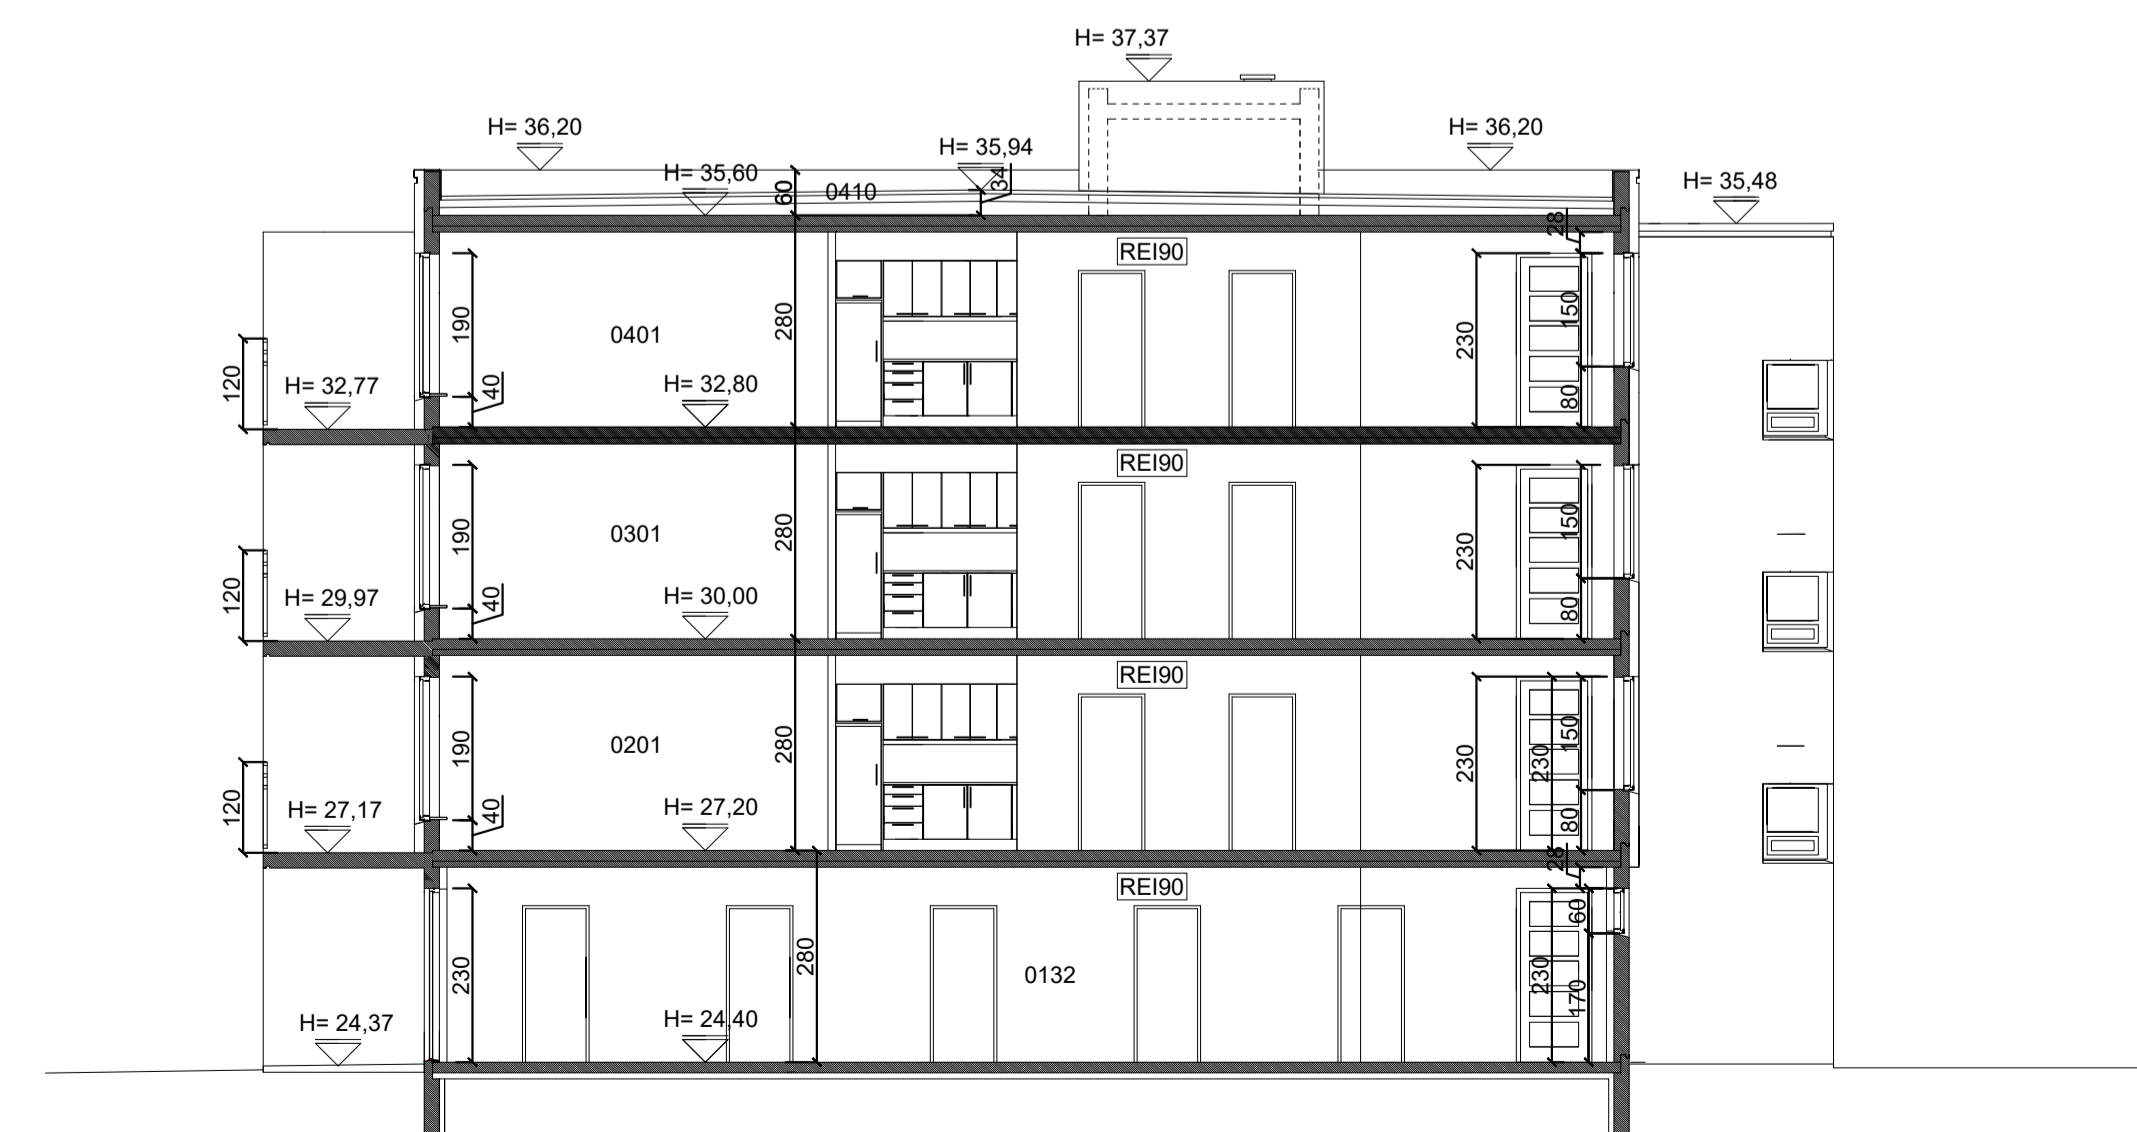 H= 37,37
H= 36,20
H= 36,20
H= 35,94
H= 35,60
H= 35,48
60
0410
34
28
REI90
190
0401
280
230
150
80
120
H= 32,77
40
H= 32,80
REI90
190
0301
280
230
150
80
120
H= 29,97
40
H= 30,00
REI90
190
0201
280
230
230
150
80
120
H= 27,17
40
H= 27,20
28
REI90
60
230
280
0132
230
170
H= 24,37
H= 24,40